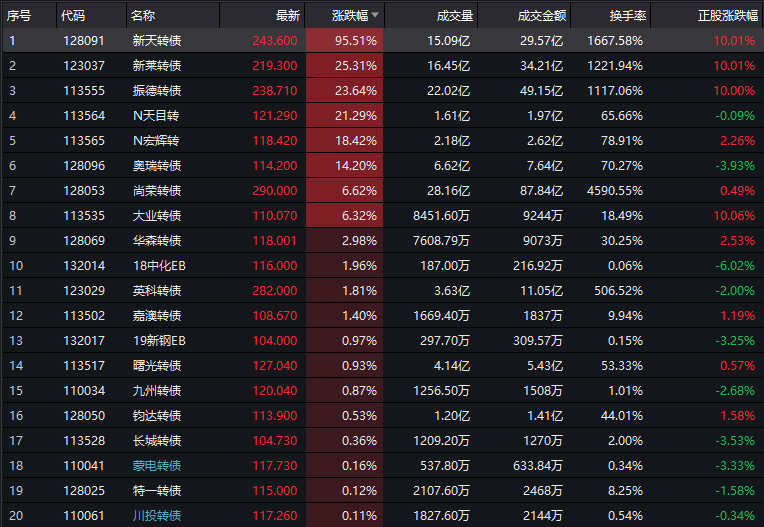 序号 代码 名称 最新 涨跌幅 成交量 成交金额 换手率 正股涨跌幅
1 128091 新天转债 243.600 95.51% 15.09亿 29.57亿 1667.58% 10.01%
2 123037 新莱转债 219.300 25.31% 16.45亿 34.21亿 1221.94% 10.01%
3 113555 振德转债 238.710 23.64% 22.02亿 49.15亿 1117.06% 10.00%
4 113564 N天目转 121.290 21.29% 1.61亿 1.97亿 65.66% -0.09%
5 113565 N宏辉转 118.420 18.42% 2.18亿 2.62亿 78.91% 2.26%
6 128096 奥瑞转债 114.200 14.20% 6.62亿 7.64亿 70.27% -3.93%
7 128053 尚荣转债 290.000 6.62% 28.16亿 87.84亿 4590.55% 0.49%
8 113535 大业转债 110.070 6.32% 8451.60万 9244万 18.49% 10.06%
9 128069 华森转债 118.001 2.98% 7608.79万 9073万 30.25% 2.53%
10 132014 18中化EB 116.000 1.96% 187.00万 216.92万 0.06% -6.02%
11 123029 英科转债 282.000 1.81% 3.63亿 11.05亿 506.52% -2.00%
12 113502 嘉澳转债 108.670 1.40% 1669.40万 1837万 9.94% 1.19%
13 132017 19新钢EB 104.000 0.97% 297.70万 309.57万 0.15% -3.25%
14 113517 曙光转债 127.040 0.93% 4.14亿 5.43亿 53.33% 0.57%
15 110034 九州转债 120.040 0.87% 1256.50万 1508万 1.01% -2.68%
16 128050 钧达转债 113.900 0.53% 1.20亿 1.41亿 44.01% 1.58%
17 113528 长城转债 104.730 0.36% 1209.20万 1270万 2.00% -3.53%
18 110041 蒙电转债 117.730 0.16% 537.80万 633.84万 0.34% -3.33%
19 128025 特一转债 115.000 0.12% 2107.60万 2468万 8.25% -1.58%
20 110061 川投转债 117.260 0.11% 1827.60万 2144万 0.54% -0.34%